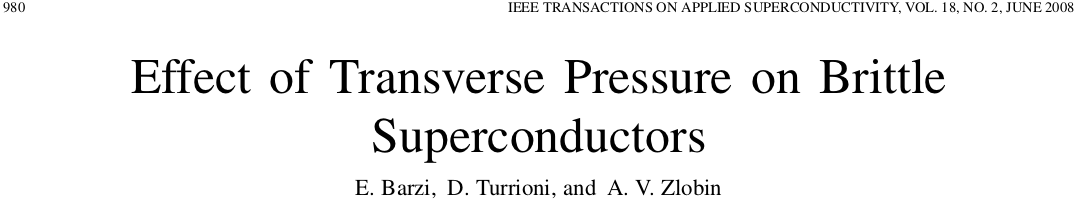 980 IEEE TRANSACTIONS ON APPLIED SUPERCONDUCTIVITY, VOL. 18, NO. 2, JUNE 2008
Effect of Transverse Pressure on Brittle
Superconductors
E. Barzi, D. Turrioni, and A. V. Zlobin